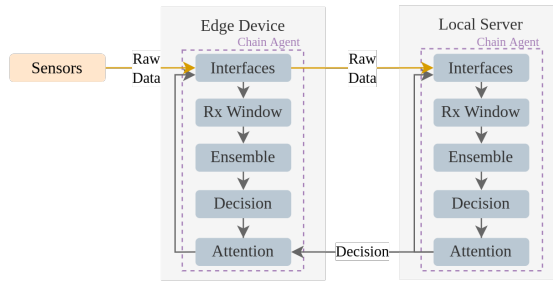 Edge Device
Chain Agent
Sensors
Raw
Data
Interfaces
Rx Window
Ensemble
Decision
Attention
Raw
Data
Decision
Local Server
Chain Agent
Interfaces
Rx Window
Ensemble
Decision
Attention